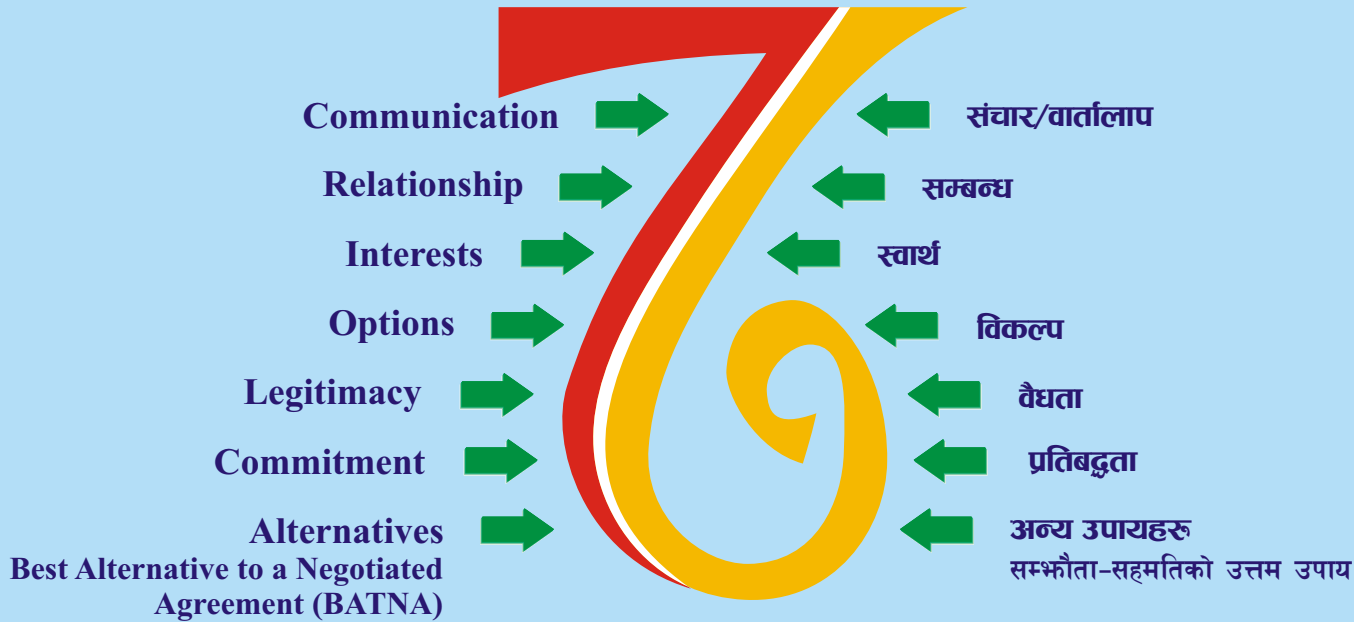 Communication संचार/वार्तालाप
Relationship सम्बन्ध
Interests स्वार्थ
Options विकल्प
Legitimacy वैधता
Commitment प्रतिबद्धता
Alternatives अन्य उपायहरू
Best Alternative to a Negotiated सम्झौता-सहमतिको उत्तम उपाय
Agreement (BATNA)